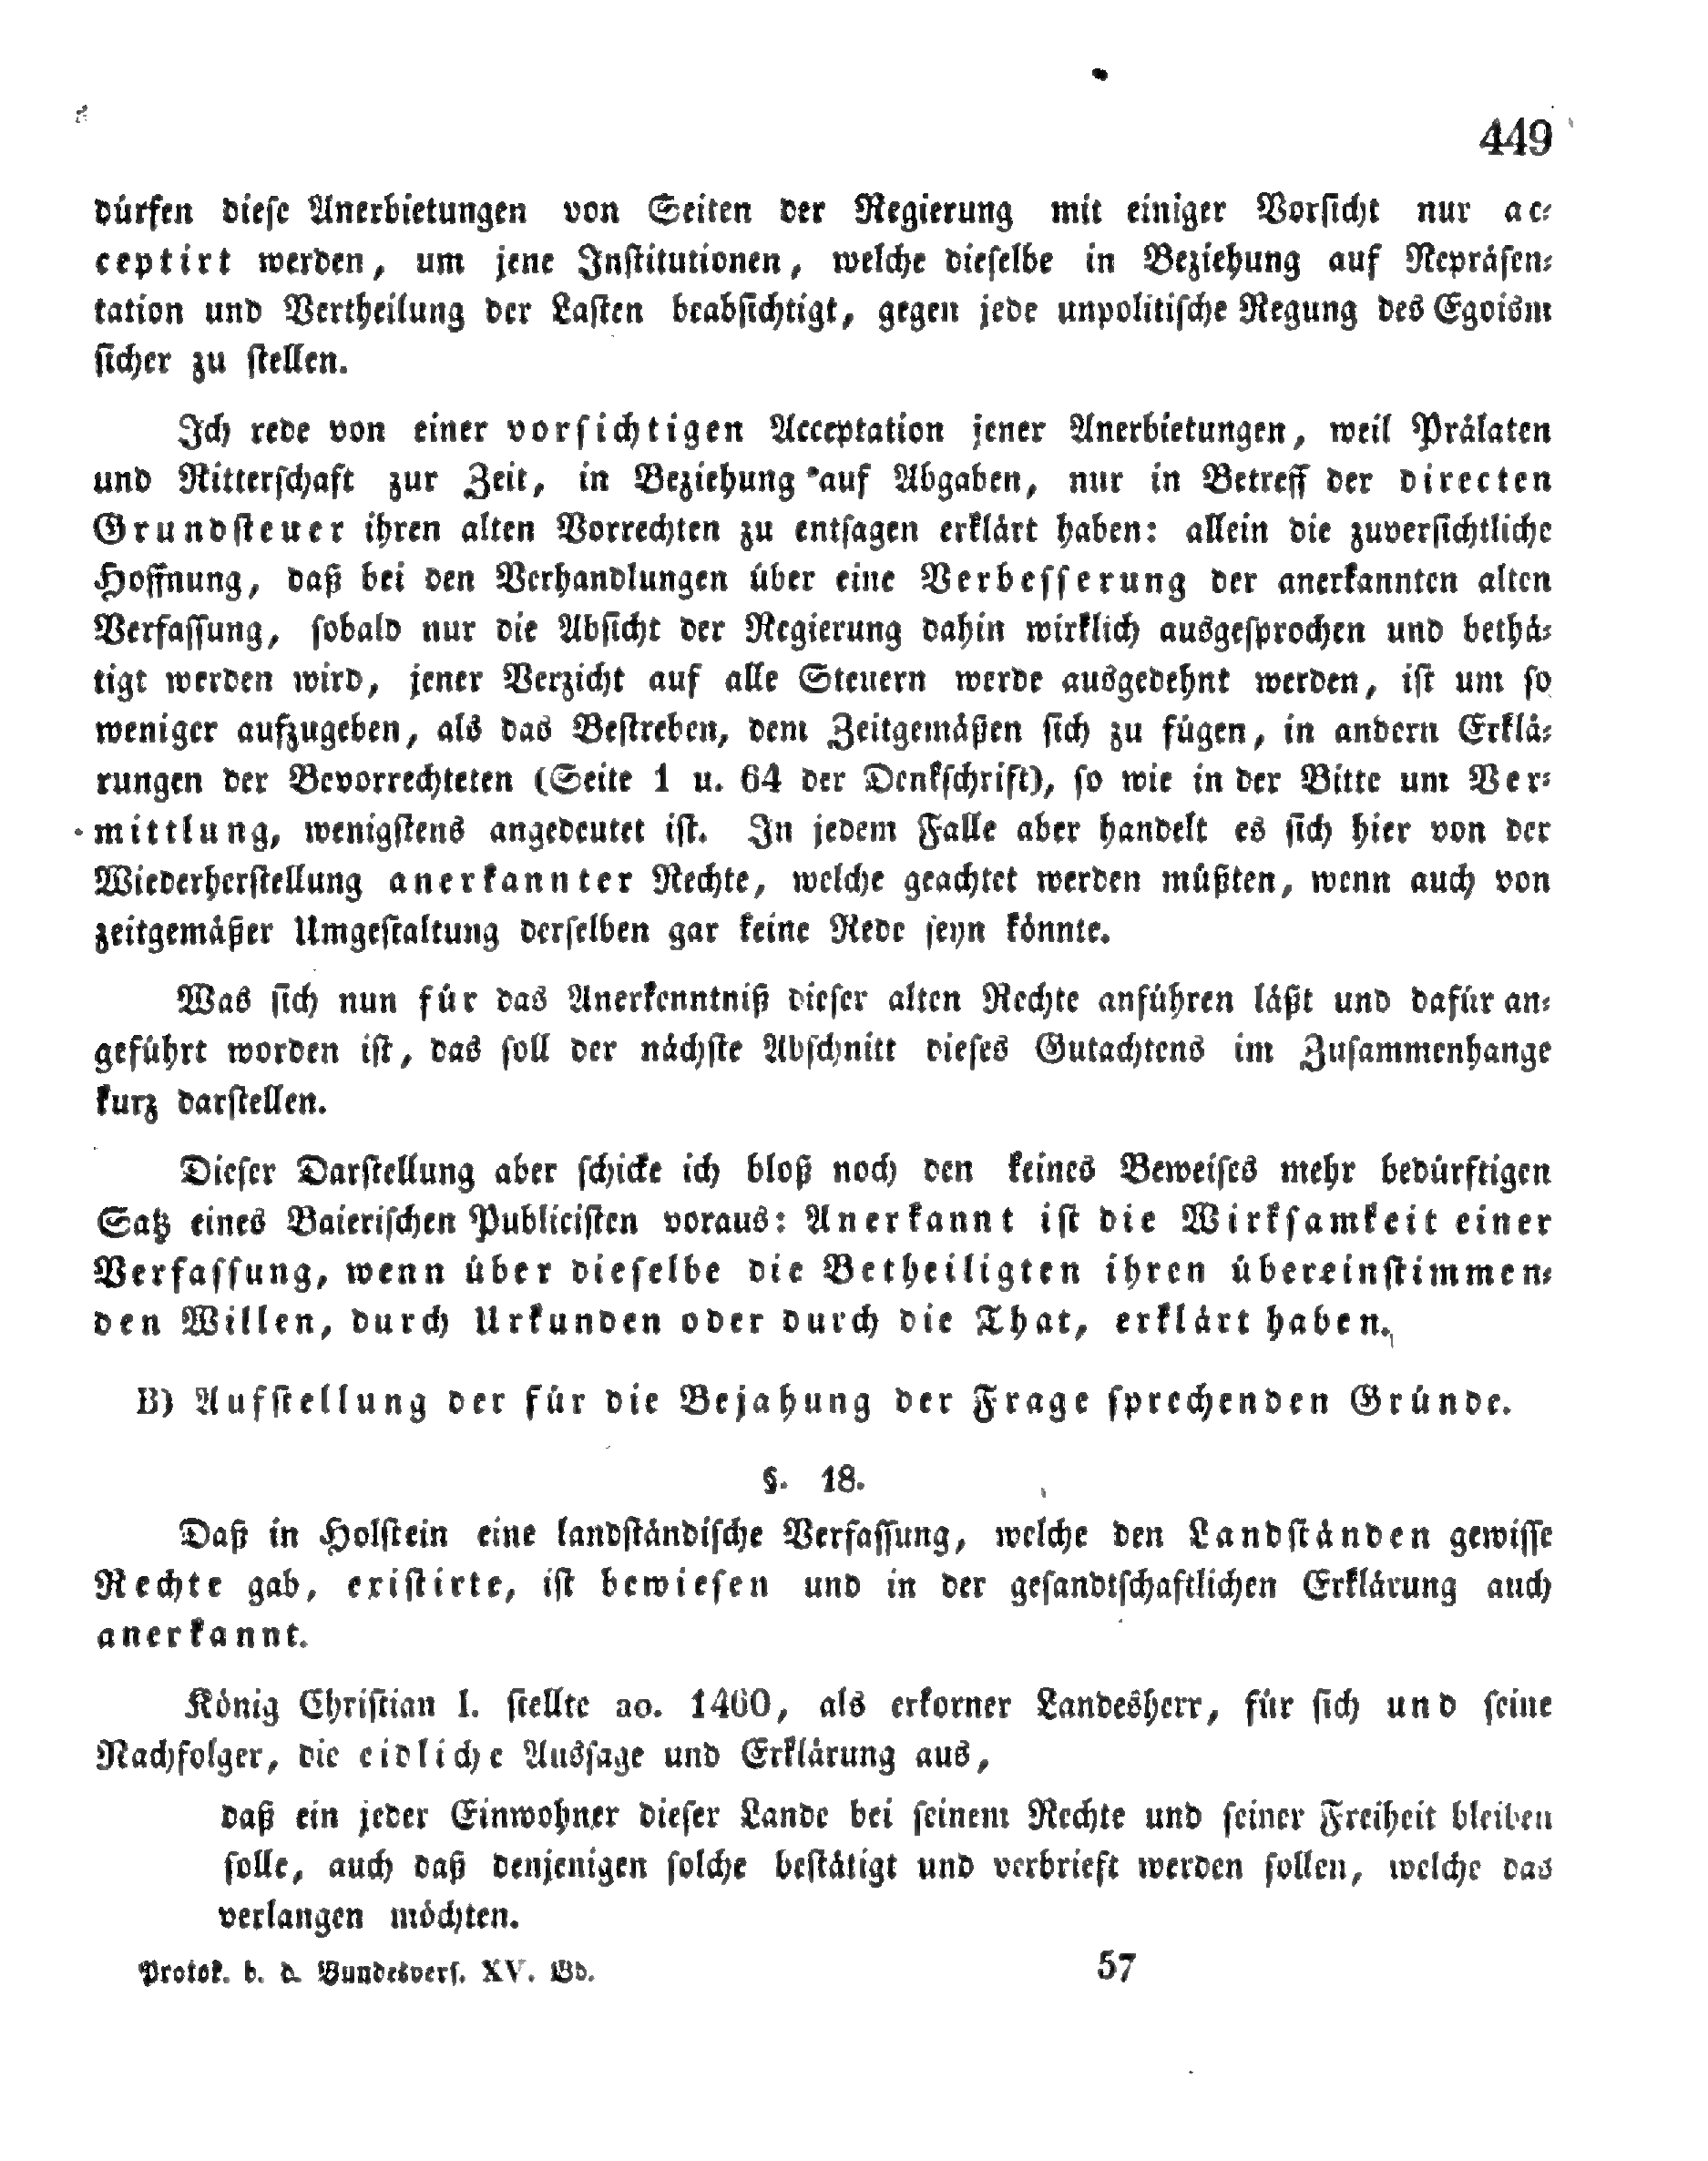 449
dürfen diese Anerbietungen von Seiten der Regierung mit einiger Vorsicht nur ac-
ceptirt werden, um jene Institutionen, welche dieselbe in Beziehung auf Repräsen-
tation und Vertheilung der Lasten beabsichtigt, gegen jede unpolitische Regung des Egoism
sicher zu stellen.
Ich rede von einer vorsichtigen Acceptation jener Anerbietungen, weil Prälaten
und Ritterschaft zur Zeit, in Beziehung auf Abgaben, nur in Betreff der directen
Grundsteuer ihren alten Vorrechten zu entsagen erklärt haben: allein die zuversichtliche
Hoffnung, daß bei den Verhandlungen über eine Verbesserung der anerkannten alten
Verfassung, sobald nur die Absicht der Regierung dahin wirklich ausgesprochen und bethä-
tigt werden wird, jener Verzicht auf alle Steuern werde ausgedehnt werden, ist um so
weniger aufzugeben, als das Bestreben, dem Zeitgemäßen sich zu fügen, in andern Erklä-
rungen der Bevorrechteten (Seite 1 u. 64 der Denkschrift), so wie in der Bitte um Ver-
mittlung, wenigstens angedeutet ist. In jedem Falle aber handelt es sich hier von der
Wiederherstellung anerkannter Rechte, welche geachtet werden müßten, wenn auch von
zeitgemäßer Umgestaltung derselben gar keine Rede seyn könnte.
Was sich nun für das Anerkenntniß dieser alten Rechte anführen läßt und dafür an-
geführt worden ist, das soll der nächste Abschnitt dieses Gutachtens im Zusammenhange
kurz darstellen.
Dieser Darstellung aber schicke ich bloß noch den keines Beweises mehr bedürftigen
Satz eines Baierischen Publicisten voraus: Anerkannt ist die Wirksamkeit einer
Verfassung, wenn über dieselbe die Betheiligten ihren übereinstimmen-
den Willen, durch Urkunden oder durch die That, erklärt haben.
B) Aufstellung der für die Bejahung der Frage sprechenden Gründe.
§. 18.
Daß in Holstein eine landständische Verfassung, welche den Landständen gewisse
Rechte gab, existirte, ist bewiesen und in der gesandtschaftlichen Erklärung auch
anerkannt.
König Christian I. stellte ao. 1460, als erkorner Landesherr, für sich und seine
Nachfolger, die eidliche Aussage und Erklärung aus,
daß ein jeder Einwohner dieser Lande bei seinem Rechte und seiner Freiheit bleiben
solle, auch daß denjenigen solche bestätigt und verbrieft werden sollen, welche das
verlangen möchten.
Protok. b. d. Bundesvers. XV. Bd. 57